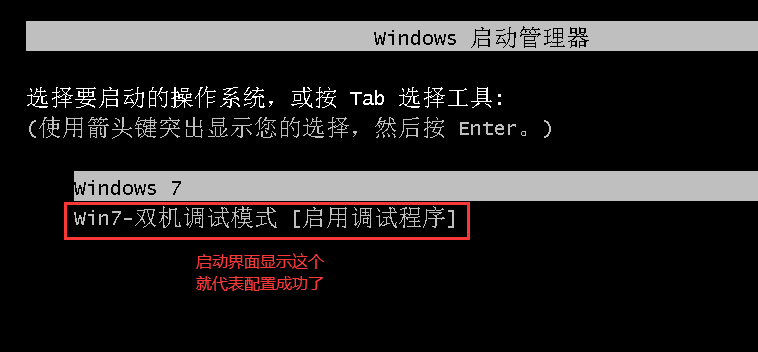 Windows 启动管理器
选择要启动的操作系统，或按 Tab 选择工具:
(使用箭头键突出显示您的选择，然后按 Enter。)
Windows 7
Win7-双机调试模式 [启用调试程序]
启动界面显示这个
就代表配置成功了